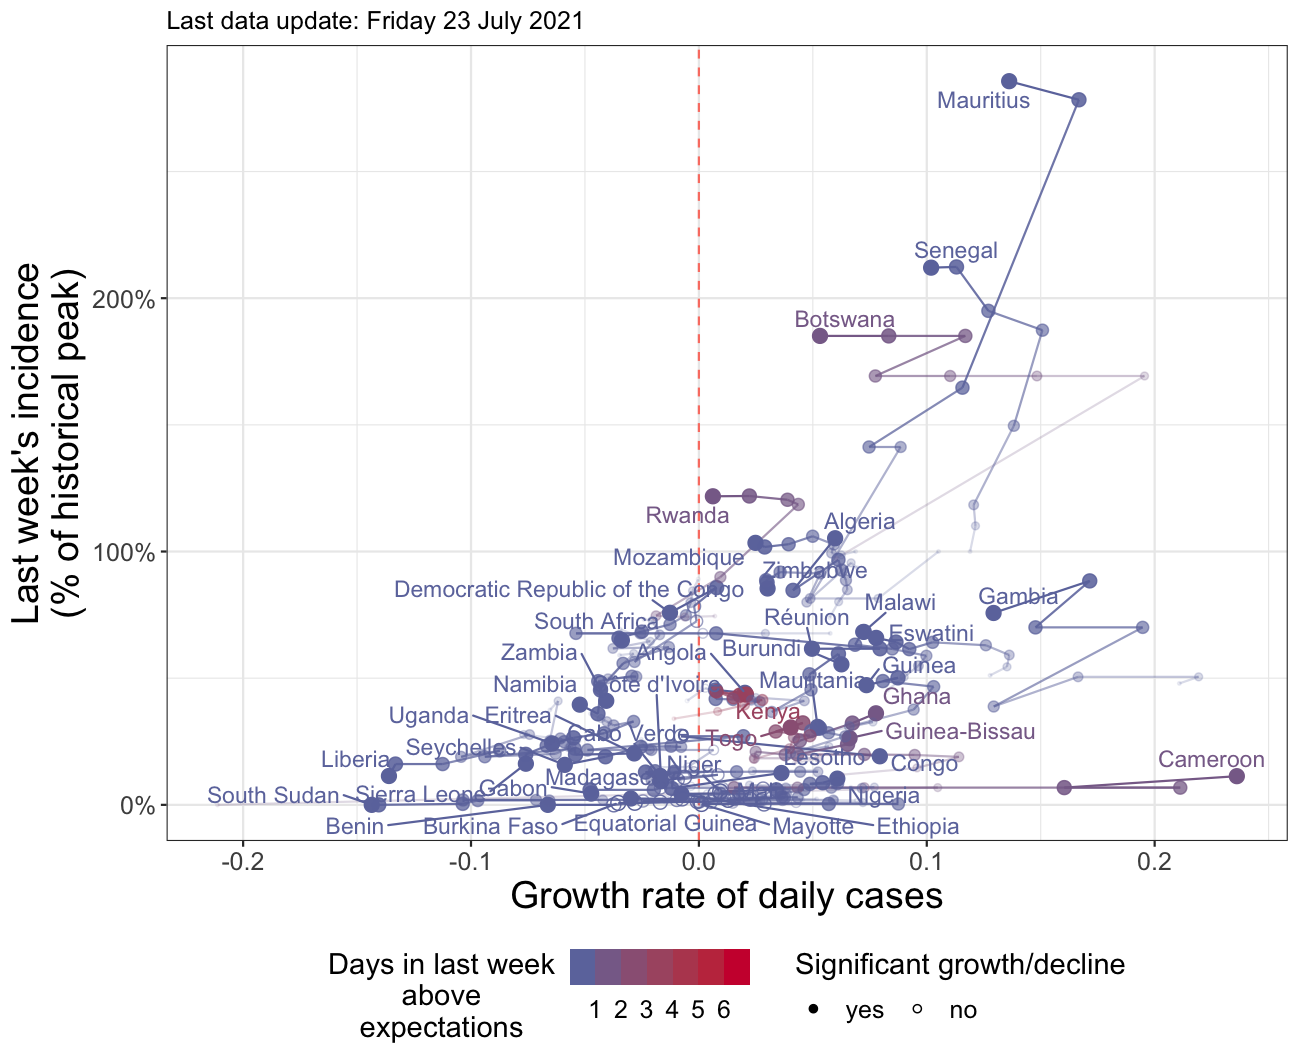 Last data update: Friday 23 July 2021
Last week's incidence
(% of historical peak)
200%
100%
0%
Mauritius
Senegal
Botswana
Rwanda
Algeria
Mozambique
Zimbabwe
Democratic Republic of the Congo
Gambia
Malawi
Réunion
South Africa
Eswatini
Zambia
Angola
Burundi
Guinea
Namibia
Côte d'Ivoire
Mauritania
Ghana
Uganda
Eritrea
Kenya
Cabo Verde
Togo
Guinea-Bissau
Seychelles
Liberia
Niger
Lesotho
Congo
Cameroon
Madagascar
Gabon
South Sudan
Sierra Leone
Mali
Nigeria
Benin
Burkina Faso
Equatorial Guinea
Mayotte
Ethiopia
-0.2
-0.1
0.0
0.1
0.2
Growth rate of daily cases
Days in last week
above
expectations
1 2 3 4 5 6
Significant growth/decline
yes
no